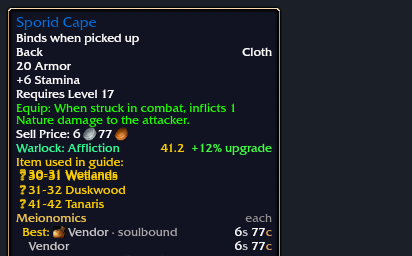 Sporid Cape
Binds when picked up
Back Cloth
20 Armor
+6 Stamina
Requires Level 17
Equip: When struck in combat, inflicts 1
Nature damage to the attacker.
Sell Price: 6 77
Warlock: Affliction 41.2 +12% upgrade
Item used in guide:
?30-31 Wetlands
?31-32 Duskwood
?41-42 Tanaris
Meionomics each
Best: Vendor · soulbound 6s 77c
Vendor 6s 77c